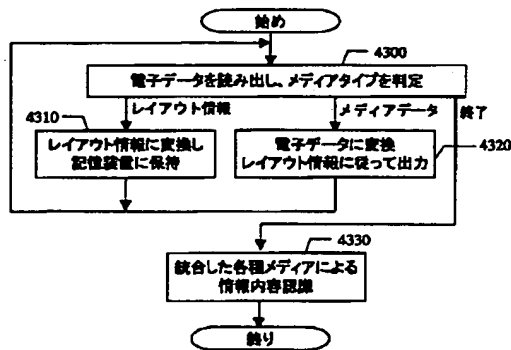 始め
4300
電子データを読み出し、メディアタイプを判定
レイアウト情報
メディアデータ
終了
4310
レイアウト情報に変換し
記憶装置に保持
電子データに変換
レイアウト情報に従って出力
4320
4330
統合した各種メディアによる
情報内容認識
終り